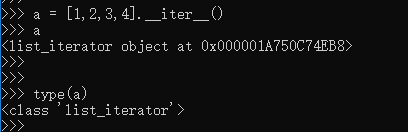 >>> a = [1,2,3,4].__iter__()
>>> a
<list_iterator object at 0x000001A750C74EB8>
>>>
>>>
>>> type(a)
<class 'list_iterator'>
>>>